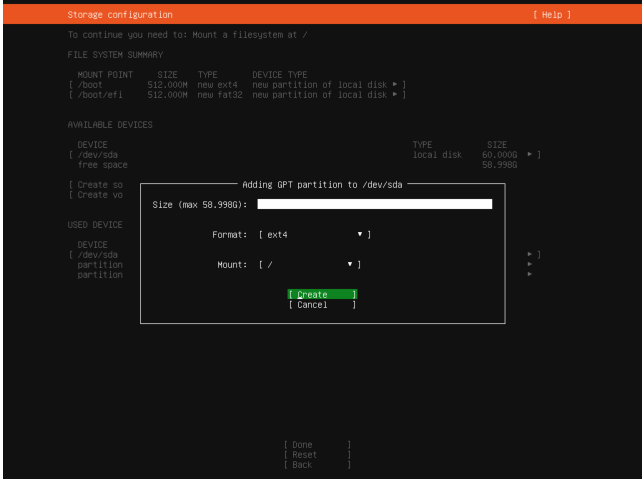 Storage configuration [ Help ]
To continue you need to: Mount a filesystem at /
FILE SYSTEM SUMMARY
MOUNT POINT SIZE TYPE DEVICE TYPE
[ /boot 512.000M new ext4 new partition of local disk ▸ ]
[ /boot/efi 512.000M new fat32 new partition of local disk ▸ ]
AVAILABLE DEVICES
DEVICE TYPE SIZE
[ /dev/sda local disk 60.000G ▸ ]
free space 58.998G
[ Create so
[ Create vo
Adding GPT partition to /dev/sda
Size (max 58.998G):
Format: [ ext4 ▾ ]
Mount: [ / ▾ ]
[ Create ]
[ Cancel ]
USED DEVICE
DEVICE
[ /dev/sda ▸ ]
partition ▸
partition ▸
[ Done ]
[ Reset ]
[ Back ]